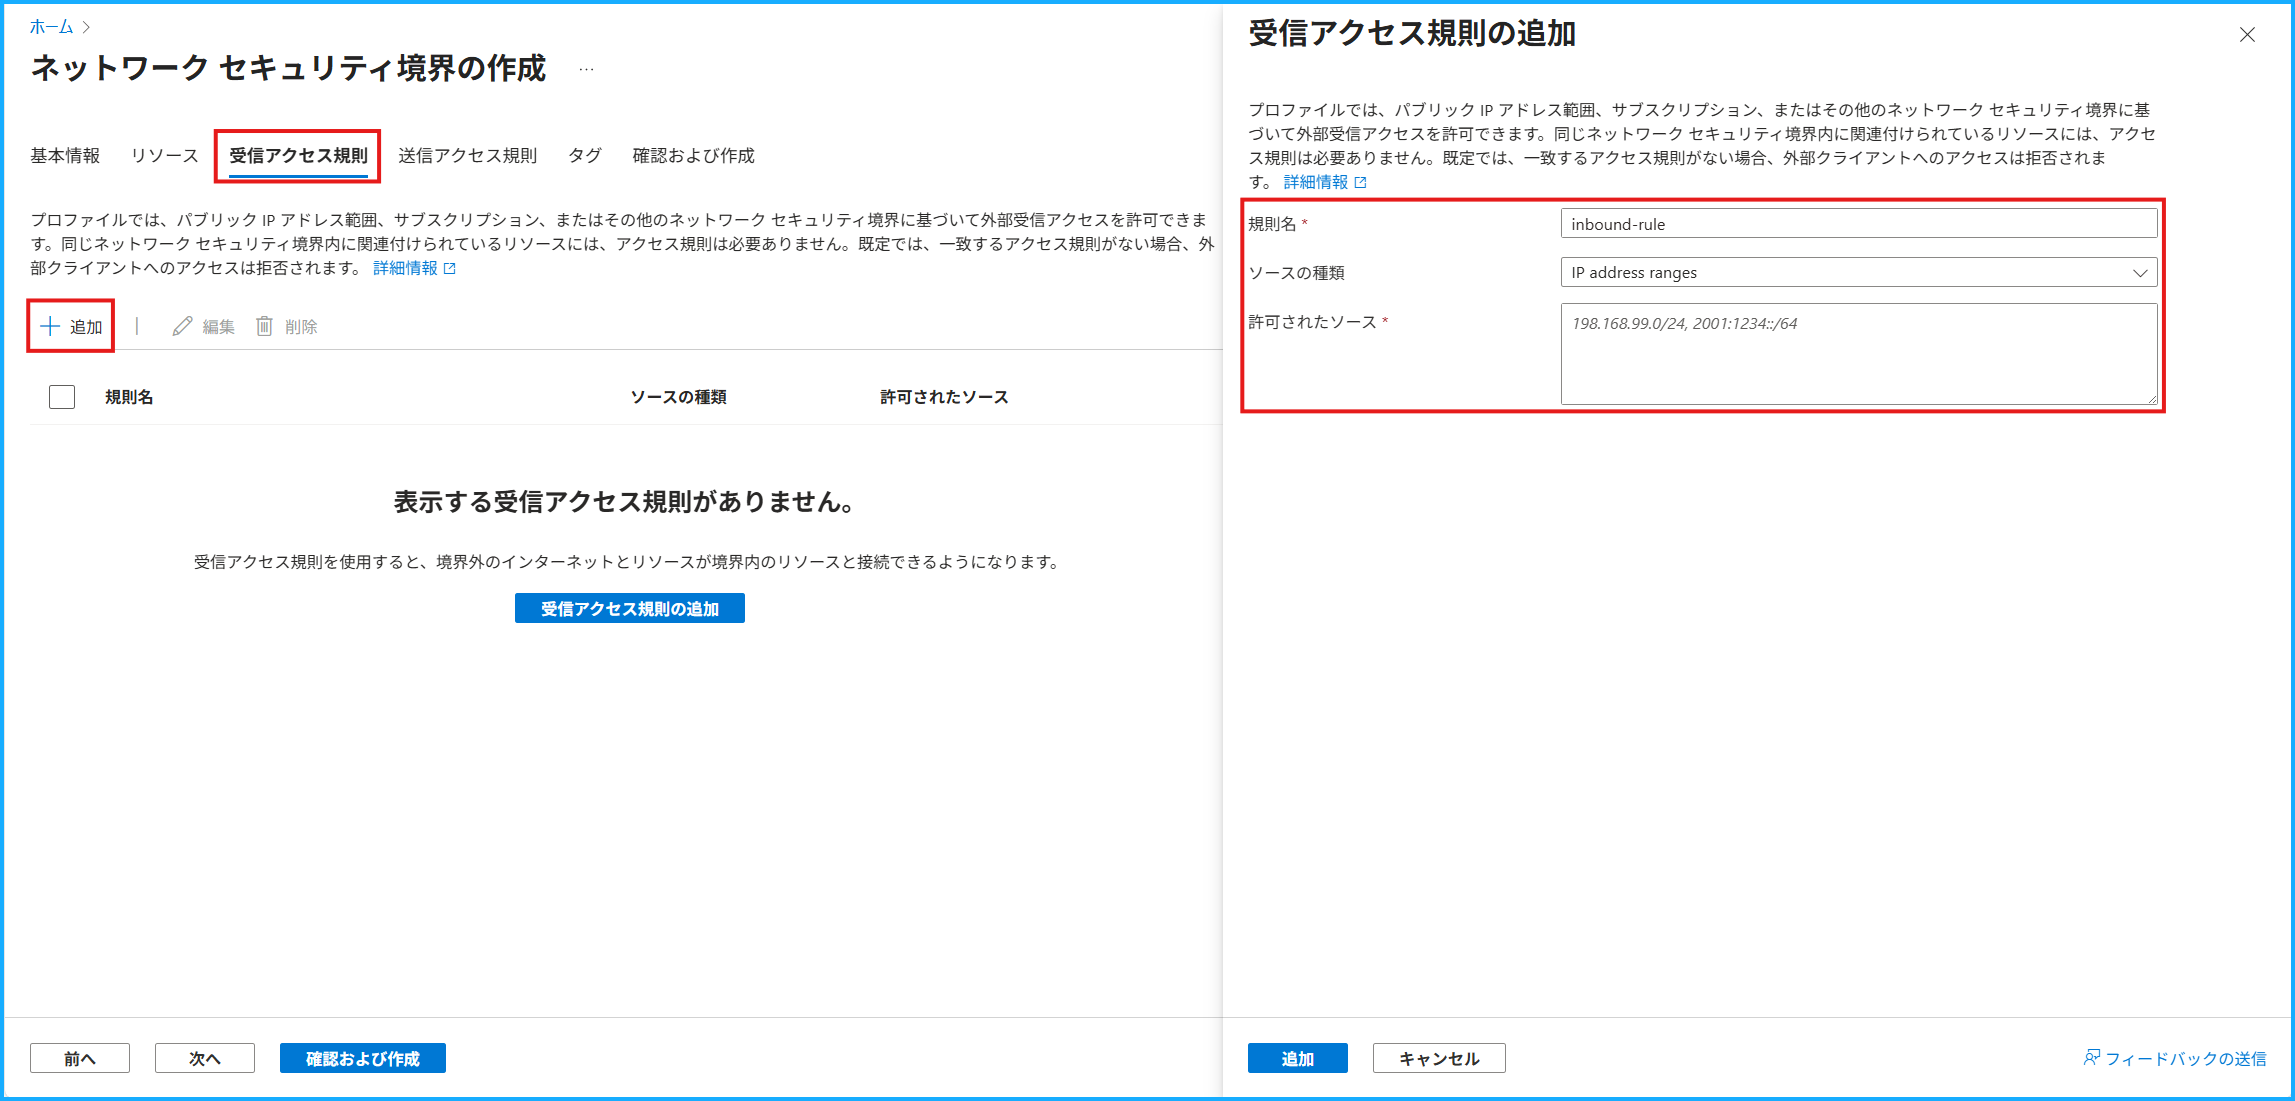 ホーム
ネットワーク セキュリティ境界の作成 …
基本情報 リソース 受信アクセス規則 送信アクセス規則 タグ 確認および作成
プロファイルでは、パブリック IP アドレス範囲、サブスクリプション、またはその他のネットワーク セキュリティ境界に基づいて外部受信アクセスを許可できま
す。同じネットワーク セキュリティ境界内に関連付けられているリソースには、アクセス規則は必要ありません。既定では、一致するアクセス規則がない場合、外
部クライアントへのアクセスは拒否されます。 詳細情報
追加 | 編集 削除
規則名 ソースの種類 許可されたソース
表示する受信アクセス規則がありません。
受信アクセス規則を使用すると、境界外のインターネットとリソースが境界内のリソースと接続できるようになります。
受信アクセス規則の追加
前へ 次へ 確認および作成
受信アクセス規則の追加
プロファイルでは、パブリック IP アドレス範囲、サブスクリプション、またはその他のネットワーク セキュリティ境界に基
づいて外部受信アクセスを許可できます。同じネットワーク セキュリティ境界内に関連付けられているリソースには、アクセ
ス規則は必要ありません。既定では、一致するアクセス規則がない場合、外部クライアントへのアクセスは拒否されま
す。 詳細情報
規則名 * inbound-rule
ソースの種類 IP address ranges
許可されたソース * 198.168.99.0/24, 2001:1234::/64
追加 キャンセル フィードバックの送信